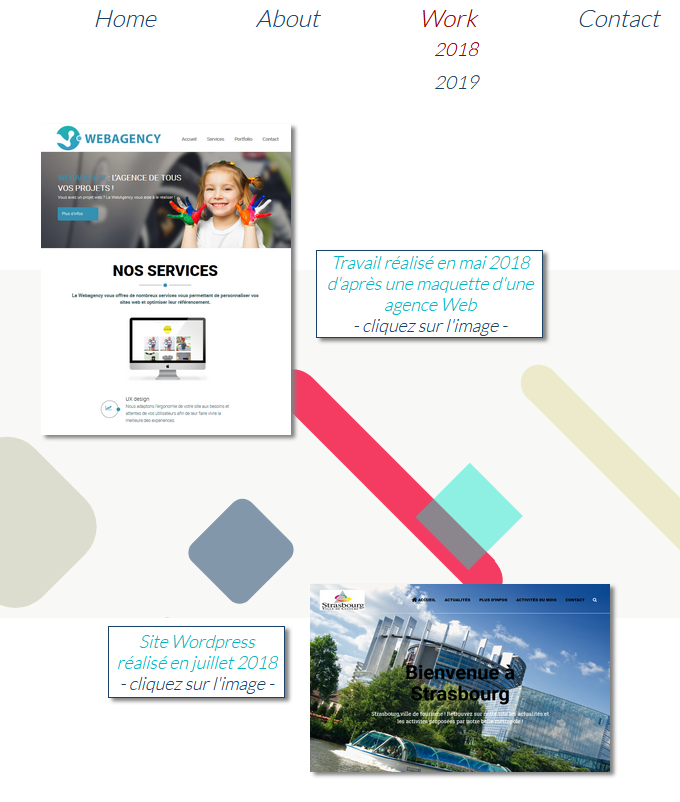 Home About Work Contact
2018
2019
WEBAGENCY Accueil Services Portfolio Contact
L'AGENCE DE TOUS
VOS PROJETS !
Vous avez un projet web ? La WebAgency vous aide à le réaliser !
Plus d'infos
NOS SERVICES
La Webagency vous offres de nombreux services vous permettant de personnaliser vos
sites web et optimiser leur référencement.
UX design
Nous adaptons l'ergonomie de votre site aux besoins et
attentes de vos utilisateurs afin de leur faire vivre la
meilleure des expériences.
Travail réalisé en mai 2018
d'après une maquette d'une
agence Web
- cliquez sur l'image -
Strasbourg ACCUEIL ACTUALITÉS PLUS D'INFOS ACTIVITÉS DU MOIS CONTACT
Bienvenue à
Strasbourg
Strasbourg,ville de tourisme ! Retrouvez sur notre site les actualités et
les activités proposées par notre belle métropole !
Site Wordpress
réalisé en juillet 2018
- cliquez sur l'image -